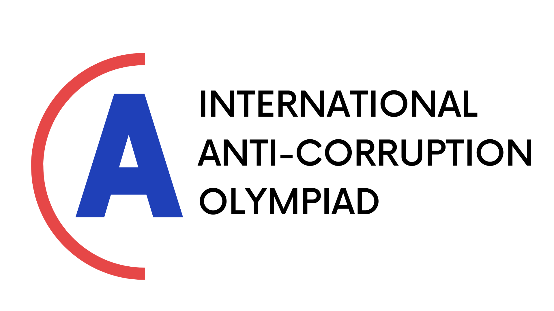 A
INTERNATIONAL
ANTI-CORRUPTION
OLYMPIAD